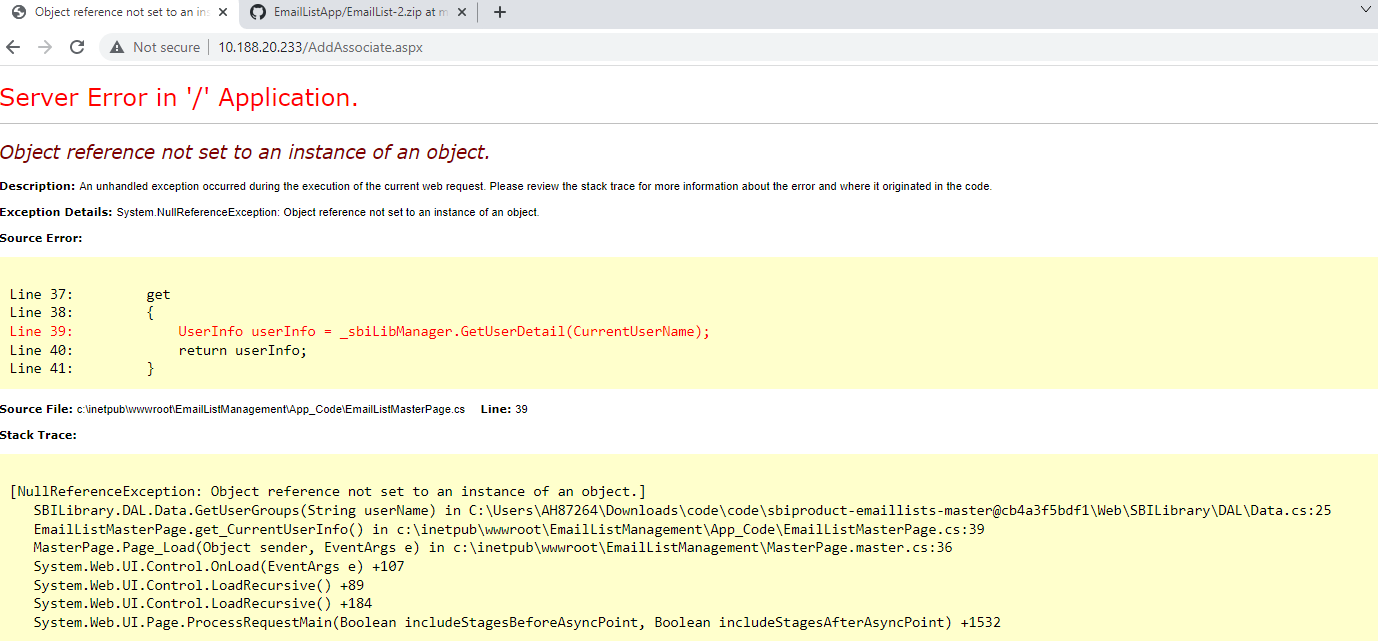 Object reference not set to an ins
EmailListApp/EmailList-2.zip at m
Not secure 10.188.20.233/AddAssociate.aspx
Server Error in '/' Application.
Object reference not set to an instance of an object.
Description: An unhandled exception occurred during the execution of the current web request. Please review the stack trace for more information about the error and where it originated in the code.
Exception Details: System.NullReferenceException: Object reference not set to an instance of an object.
Source Error:
Line 37:         get
Line 38:         {
Line 39:             UserInfo userInfo = _sbiLibManager.GetUserDetail(CurrentUserName);
Line 40:             return userInfo;
Line 41:         }
Source File: c:\inetpub\wwwroot\EmailListManagement\App_Code\EmailListMasterPage.cs    Line: 39
Stack Trace:
[NullReferenceException: Object reference not set to an instance of an object.]
   SBILibrary.DAL.Data.GetUserGroups(String userName) in C:\Users\AH87264\Downloads\code\code\sbiproduct-emaillists-master@cb4a3f5bdf1\Web\SBILibrary\DAL\Data.cs:25
   EmailListMasterPage.get_CurrentUserInfo() in c:\inetpub\wwwroot\EmailListManagement\App_Code\EmailListMasterPage.cs:39
   MasterPage.Page_Load(Object sender, EventArgs e) in c:\inetpub\wwwroot\EmailListManagement\MasterPage.master.cs:36
   System.Web.UI.Control.OnLoad(EventArgs e) +107
   System.Web.UI.Control.LoadRecursive() +89
   System.Web.UI.Control.LoadRecursive() +184
   System.Web.UI.Page.ProcessRequestMain(Boolean includeStagesBeforeAsyncPoint, Boolean includeStagesAfterAsyncPoint) +1532